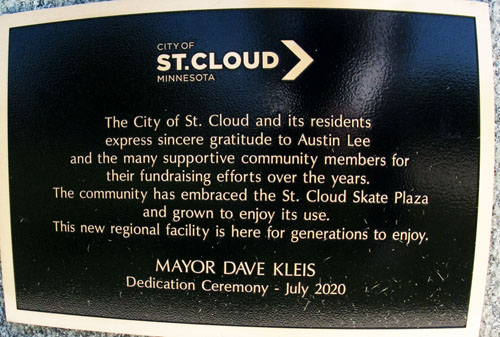 CITY OF
ST.CLOUD
MINNESOTA
The City of St. Cloud and its residents
express sincere gratitude to Austin Lee
and the many supportive community members for
their fundraising efforts over the years.
The community has embraced the St. Cloud Skate Plaza
and grown to enjoy its use.
This new regional facility is here for generations to enjoy.
MAYOR DAVE KLEIS
Dedication Ceremony - July 2020